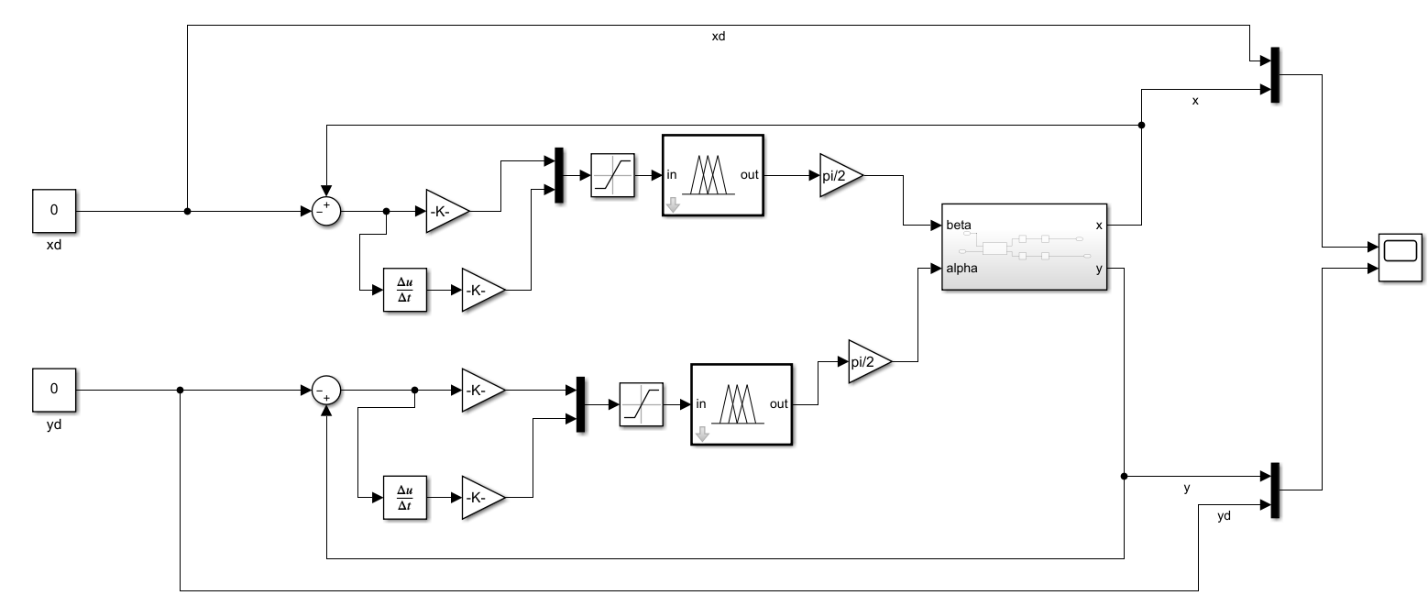 xd
x
in
out
pi/2
0
xd
-K-
beta
x
alpha
y
Δu
Δt
-K-
0
yd
-K-
in
out
pi/2
Δu
Δt
-K-
y
yd